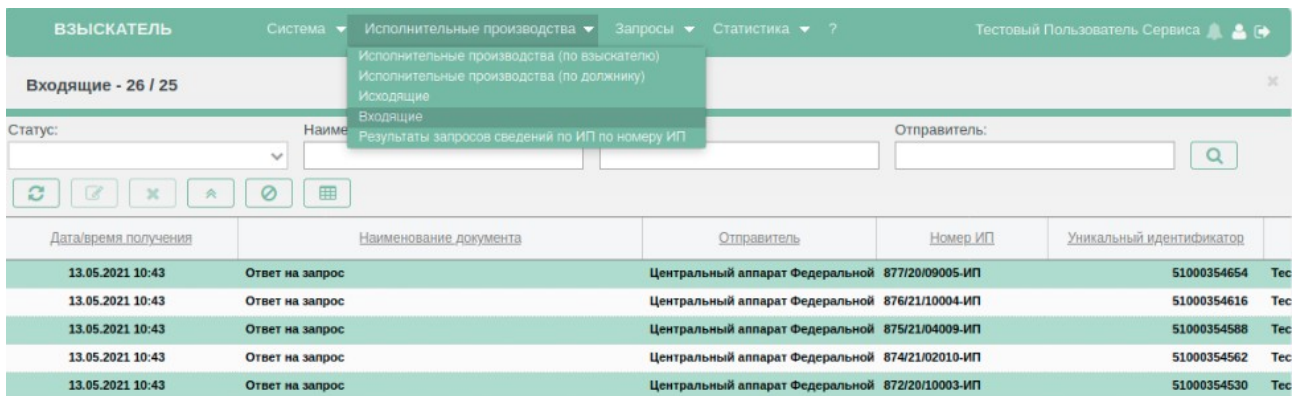 ВЗЫСКАТЕЛЬ Система Исполнительные производства Запросы Статистика ? Тестовый Пользователь Сервиса
Исполнительные производства (по взыскателю)
Исполнительные производства (по должнику)
Исходящие
Входящие
Результаты запросов сведений по ИП по номеру ИП
Входящие - 26 / 25
Статус: Наиме Отправитель:
Дата/время получения Наименование документа Отправитель Номер ИП Уникальный идентификатор
13.05.2021 10:43 Ответ на запрос Центральный аппарат Федеральной 877/20/09005-ИП 51000354654 Тес
13.05.2021 10:43 Ответ на запрос Центральный аппарат Федеральной 876/21/10004-ИП 51000354616 Тес
13.05.2021 10:43 Ответ на запрос Центральный аппарат Федеральной 875/21/04009-ИП 51000354588 Тес
13.05.2021 10:43 Ответ на запрос Центральный аппарат Федеральной 874/21/02010-ИП 51000354562 Тес
13.05.2021 10:43 Ответ на запрос Центральный аппарат Федеральной 872/20/10003-ИП 51000354530 Тес